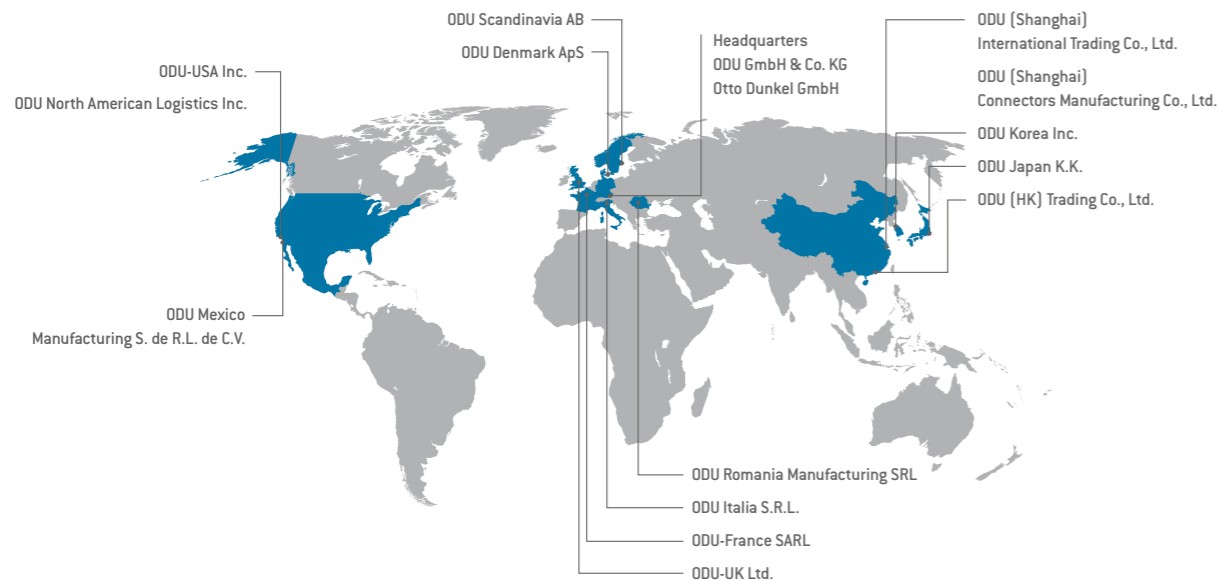 ODU Scandinavia AB
ODU Denmark ApS
Headquarters
ODU GmbH & Co. KG
Otto Dunkel GmbH
ODU (Shanghai)
International Trading Co., Ltd.
ODU (Shanghai)
Connectors Manufacturing Co., Ltd.
ODU Korea Inc.
ODU Japan K.K.
ODU (HK) Trading Co., Ltd.
ODU-USA Inc.
ODU North American Logistics Inc.
ODU Mexico
Manufacturing S. de R.L. de C.V.
ODU Romania Manufacturing SRL
ODU Italia S.R.L.
ODU-France SARL
ODU-UK Ltd.